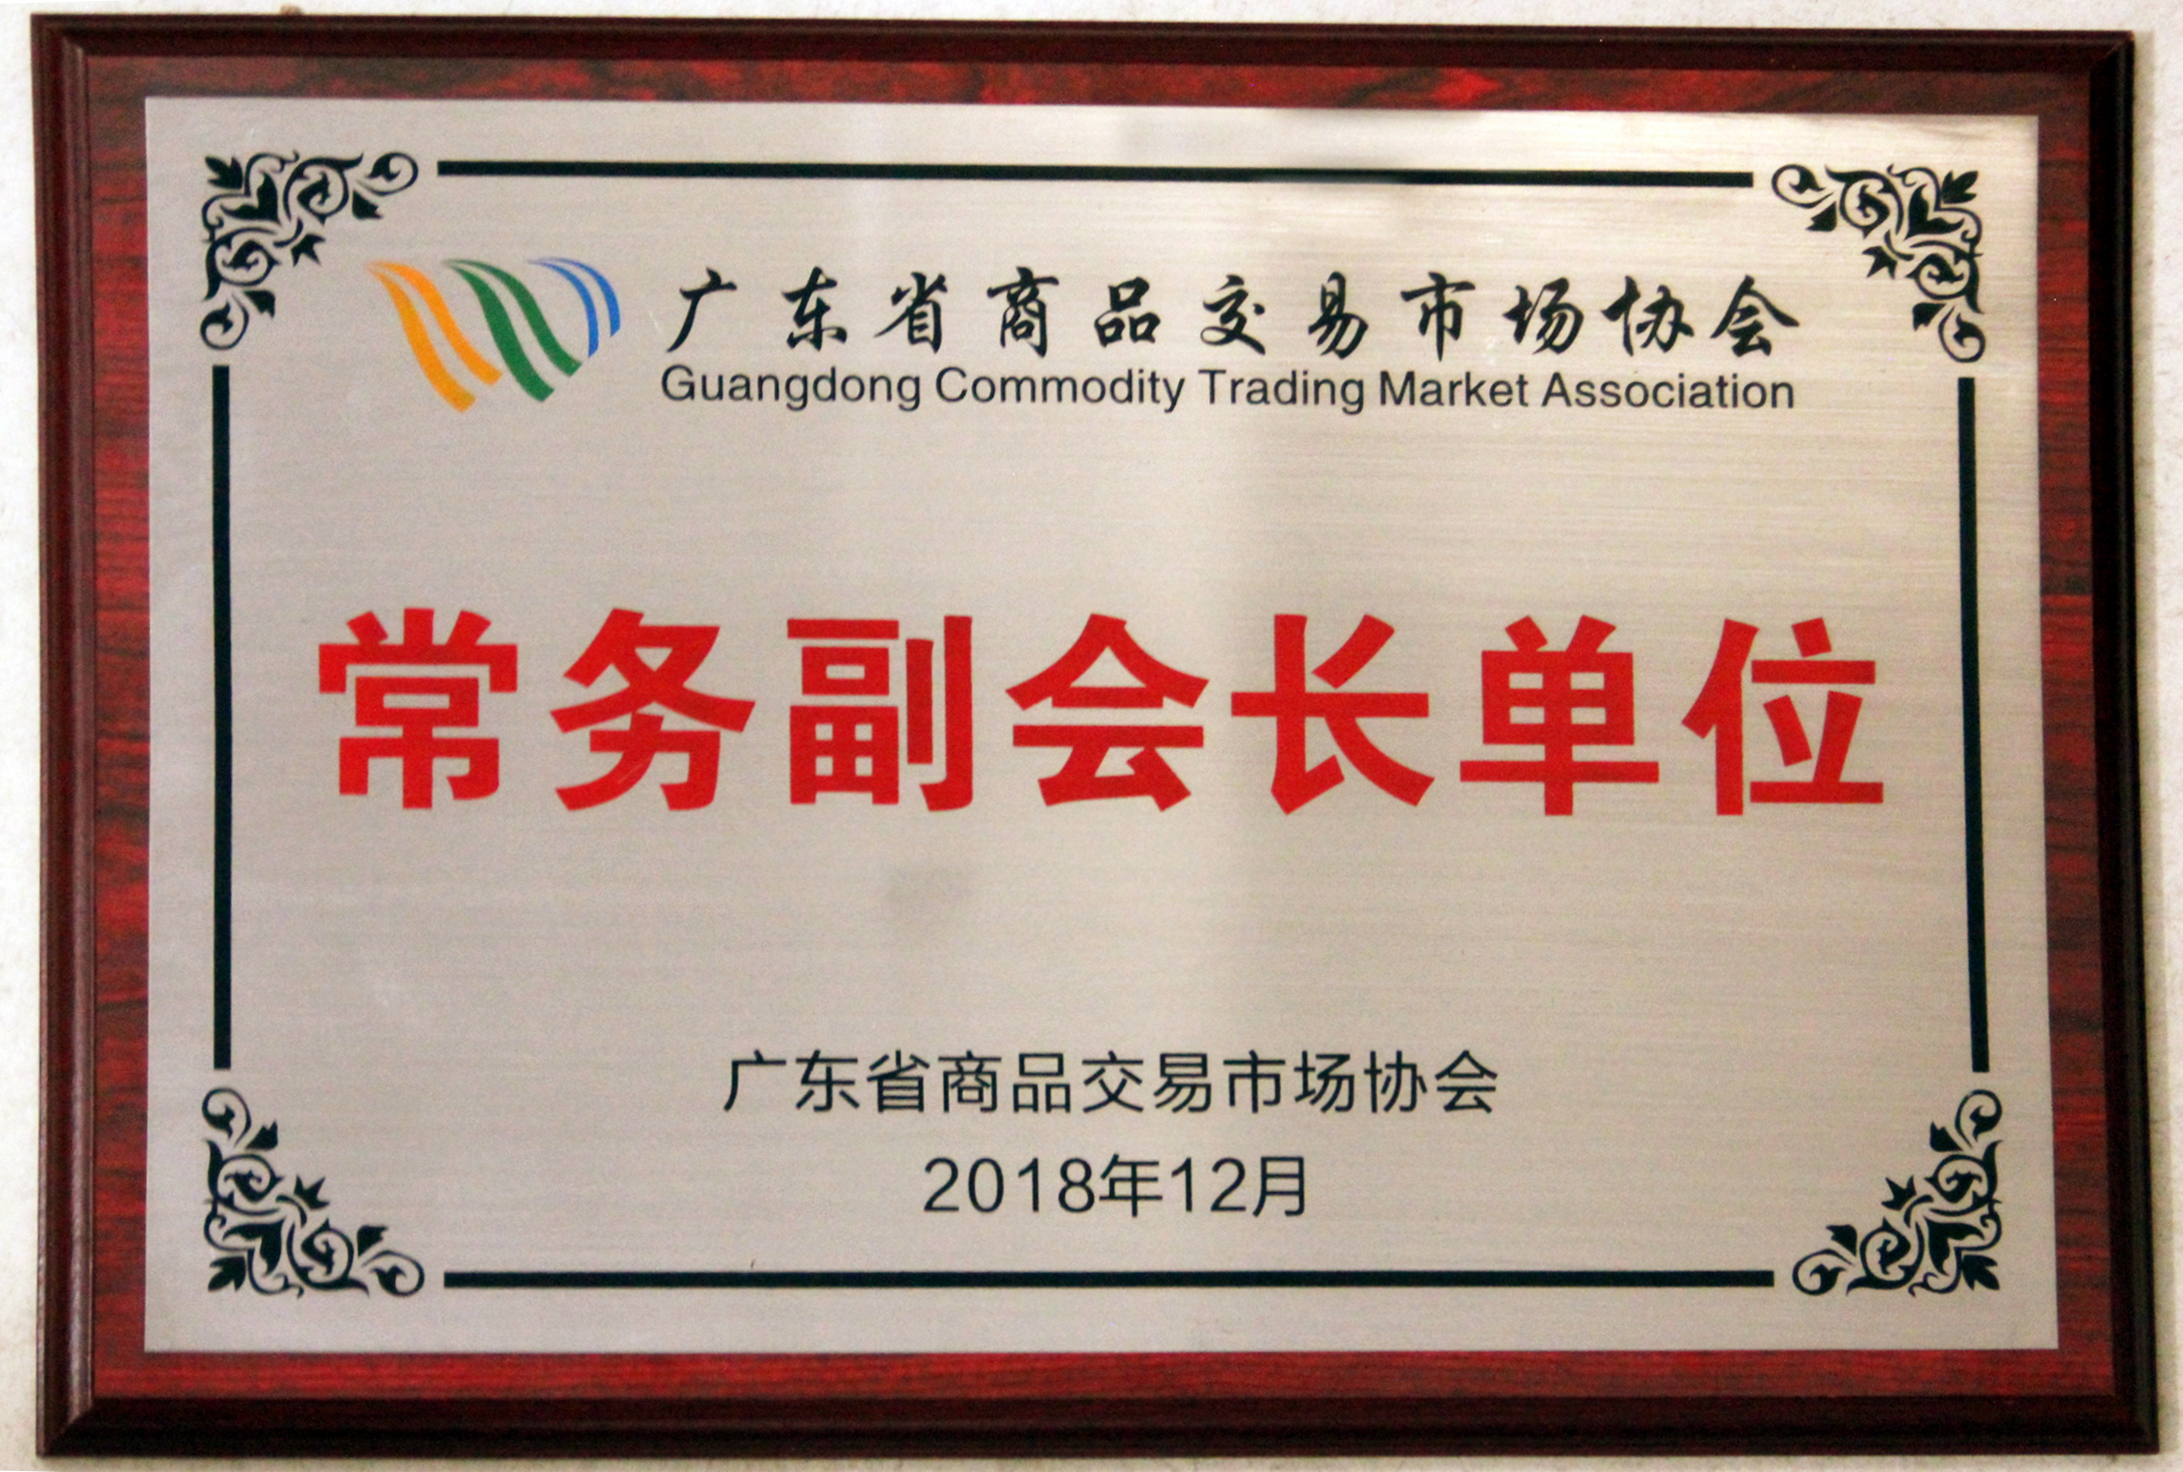 广东省商品交易市场协会
Guangdong Commodity Trading Market Association
常务副会长单位
广东省商品交易市场协会
2018年12月